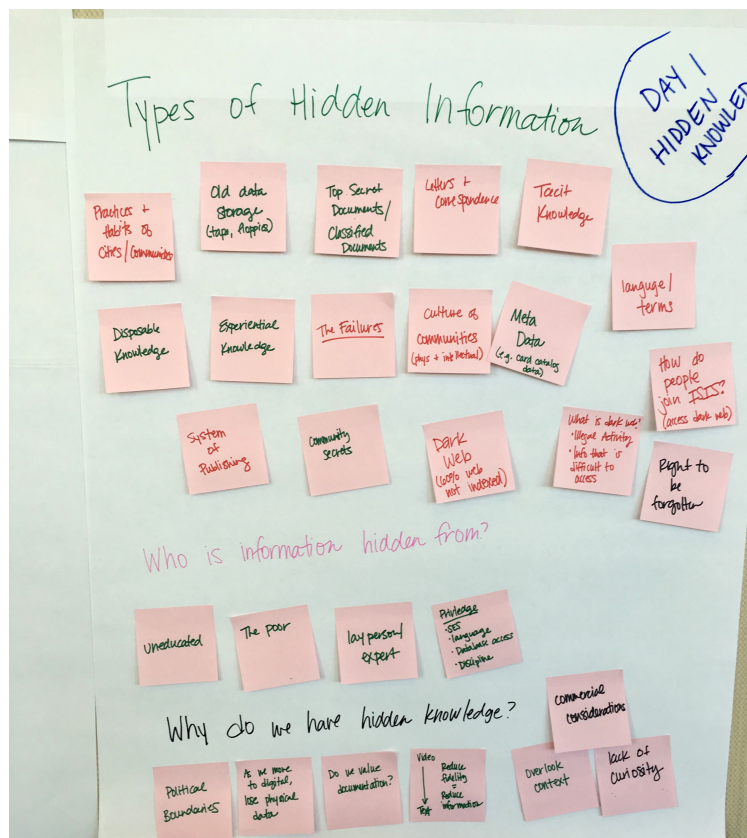 Types of Hidden Information
DAY 1
HIDDEN
KNOWLED
Practices +
Habits of
Cities/Communities
Old data
storage
(taps, floppies)
Top Secret
Documents/
Classified
Documents
Letters +
correspondence
Tacit
Knowledge
languge/
terms
Disposable
Knowledge
Experiential
Knowledge
The Failures
Culture of
communities
(phys + intellectual)
Meta
Data
(e.g. card catalog
data)
How do
people
join ISIS?
(access dark web)
System
of
Publishing
Community
secrets
Dark
Web
(60% web
not indexed)
What is dark web?
• Illegal Activity
• Info that is
difficult to
access
Right to
be
forgotten
Who is information hidden from?
uneducated
The poor
lay person/
expert
Priviledge
• SES
• language
• Database access
• Discipline
Why do we have hidden knowledge?
commercial
considerations
Political
Boundaries
As we move
to digital,
lose physical
data
Do we value
documentation?
Video
↓
Text
Reduce
fidelity
=
Reduce
information
overlook
context
lack of
curiosity